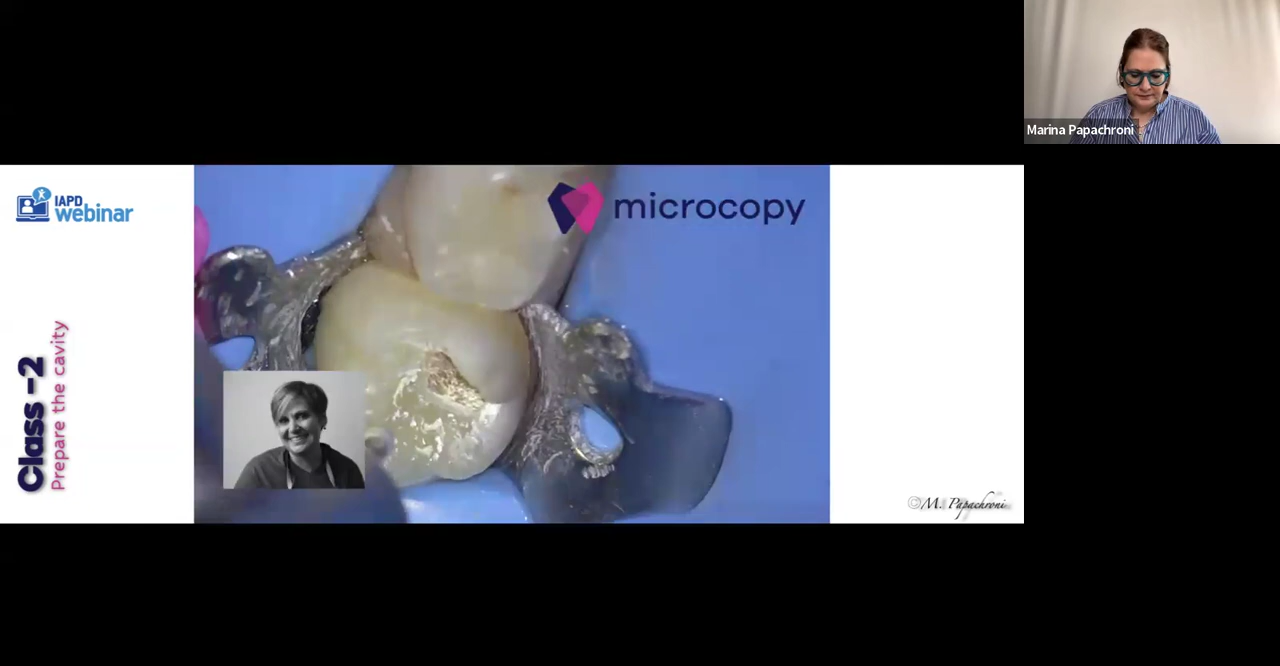 Marina Papachroni
IAPD
webinar
microcopy
Class -2
Prepare the cavity
©M. Papachroni